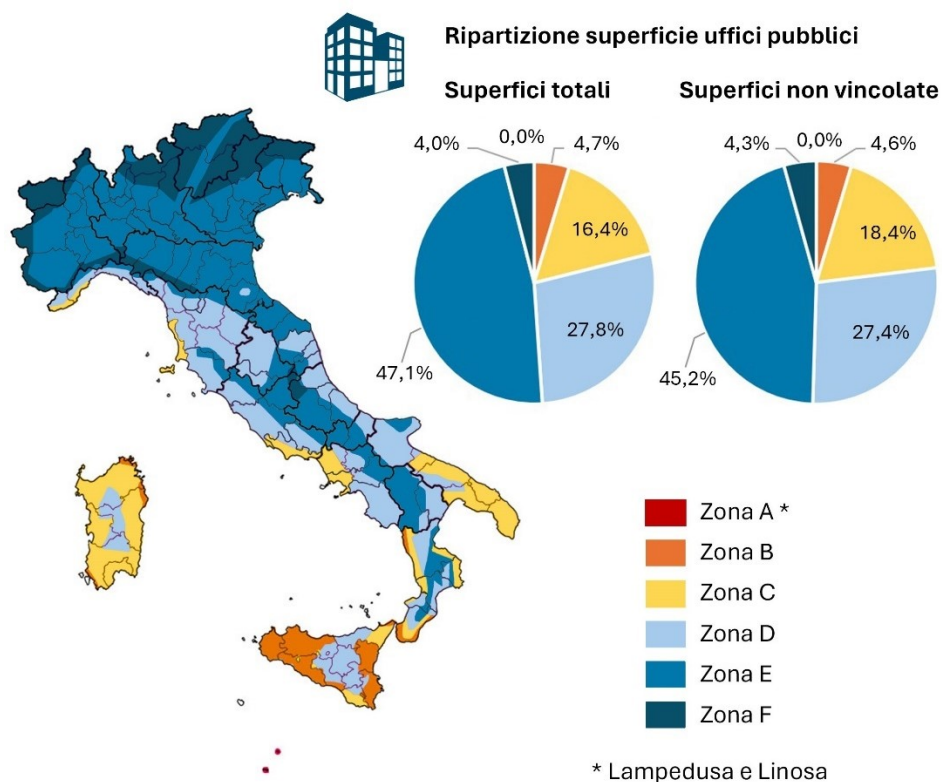 Ripartizione superficie uffici pubblici
Superfici totali
Superfici non vincolate
4,0%
0,0%
4,7%
16,4%
27,8%
47,1%
4,3%
0,0%
4,6%
18,4%
27,4%
45,2%
Zona A *
Zona B
Zona C
Zona D
Zona E
Zona F
* Lampedusa e Linosa